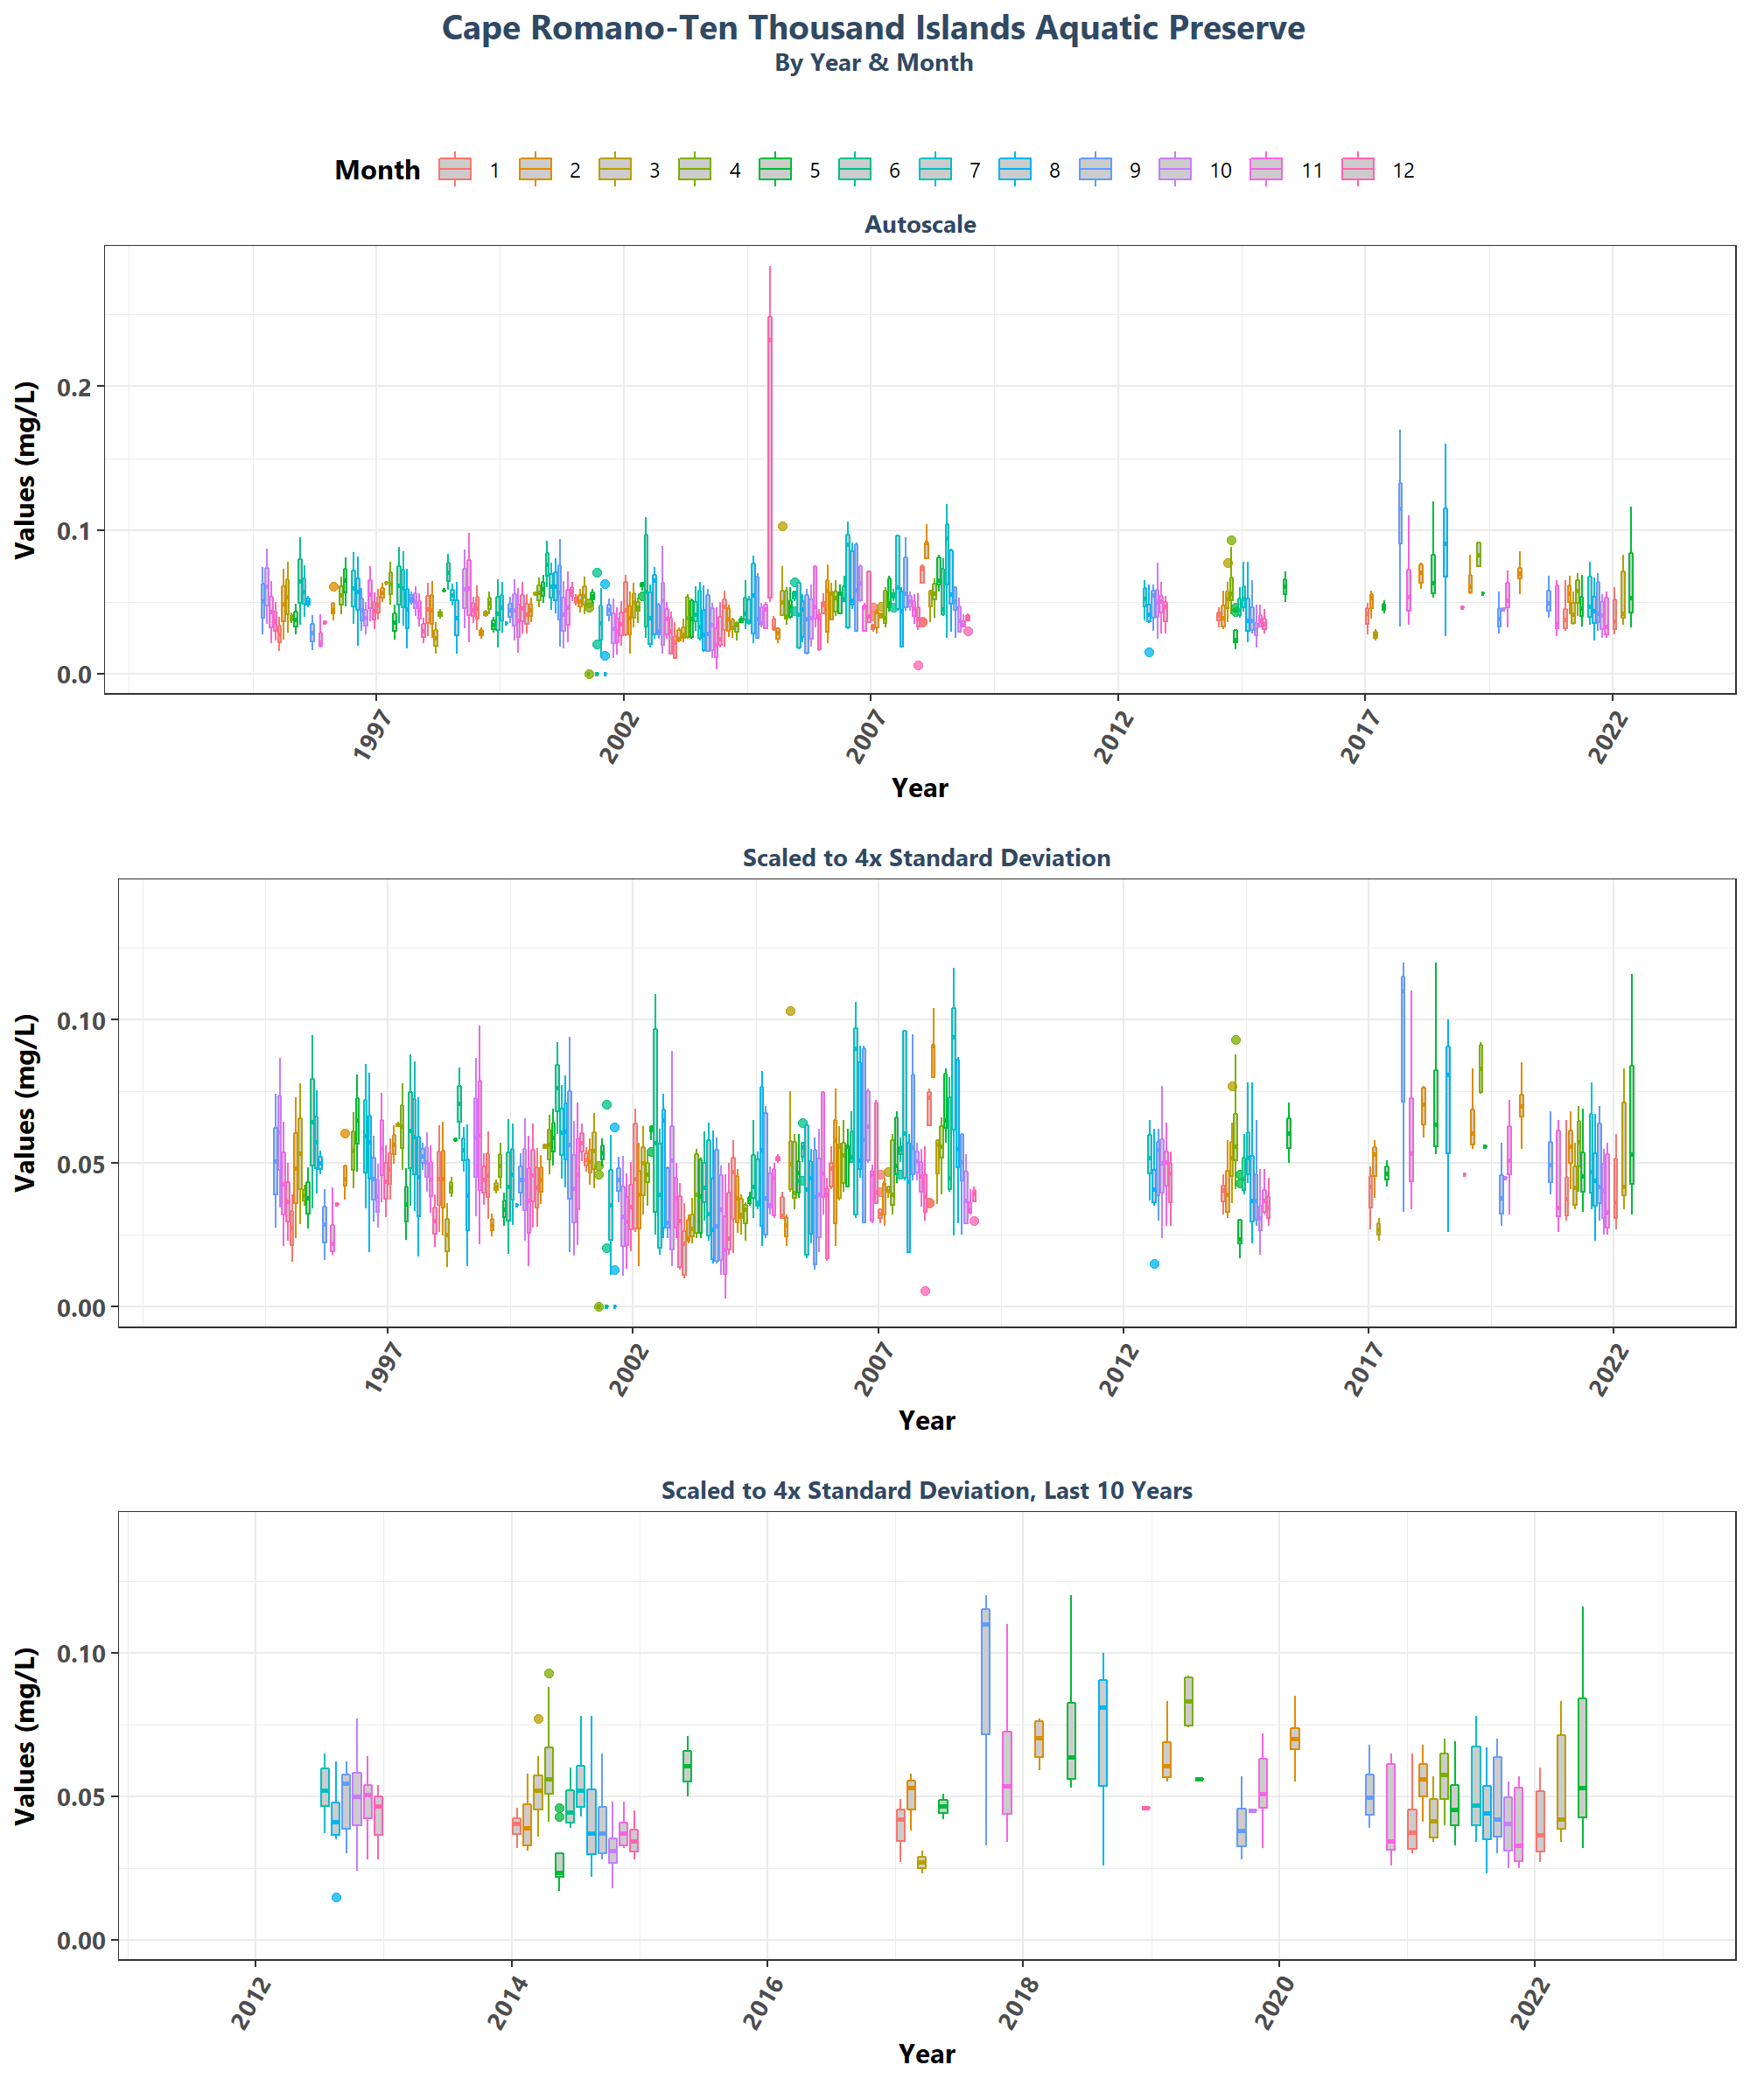 Cape Romano-Ten Thousand Islands Aquatic Preserve
By Year & Month
Month 1 2 3 4 5 6 7 8 9 10 11 12
Autoscale
Values (mg/L)
0.2
0.1
0.0
1997 2002 2007 2012 2017 2022
Year
Scaled to 4x Standard Deviation
Values (mg/L)
0.10
0.05
0.00
1997 2002 2007 2012 2017 2022
Year
Scaled to 4x Standard Deviation, Last 10 Years
Values (mg/L)
0.10
0.05
0.00
2012 2014 2016 2018 2020 2022
Year